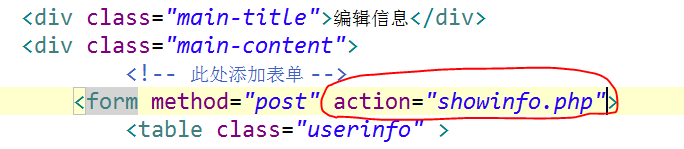 <div class="main-title">编辑信息</div>
<div class="main-content">
<!-- 此处添加表单 -->
<form method="post" action="showinfo.php">
<table class="userinfo" >